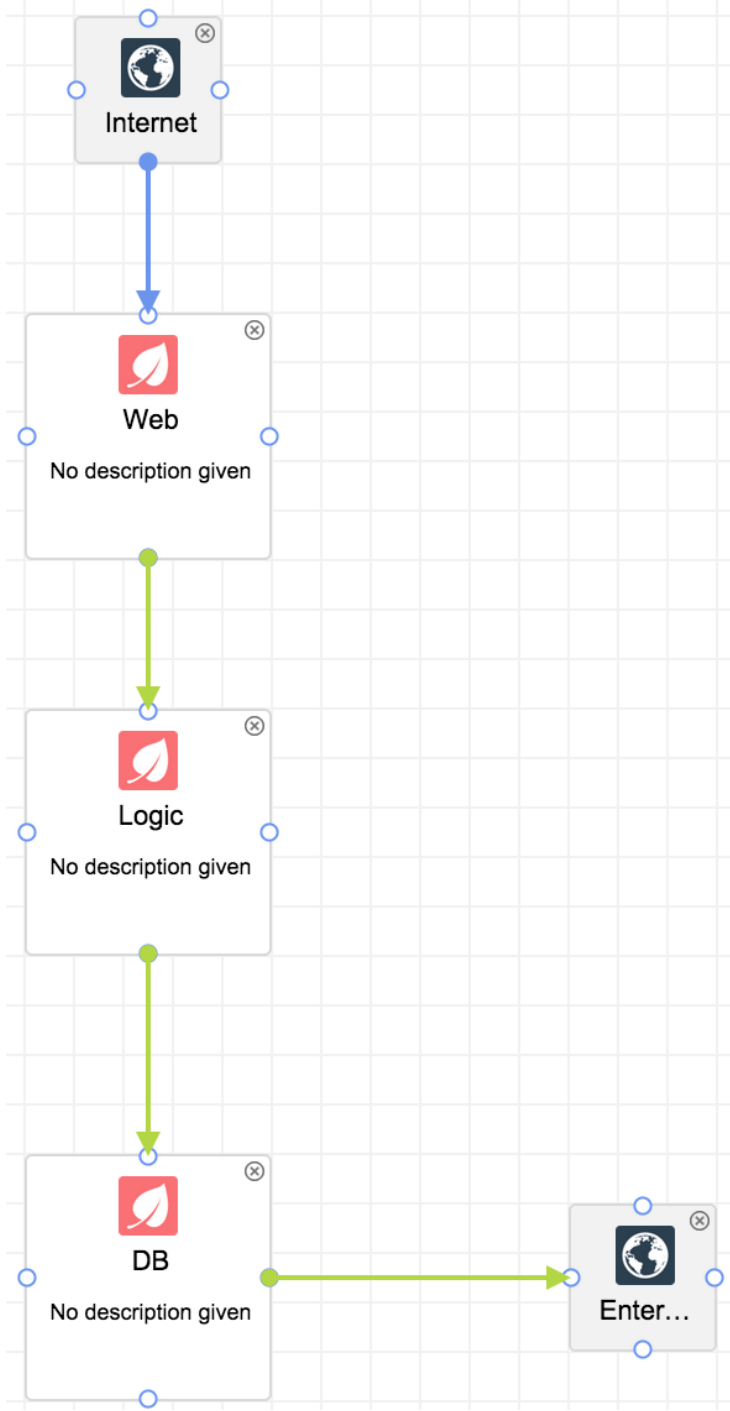 Internet
Web
No description given
Logic
No description given
DB
No description given
Enter...